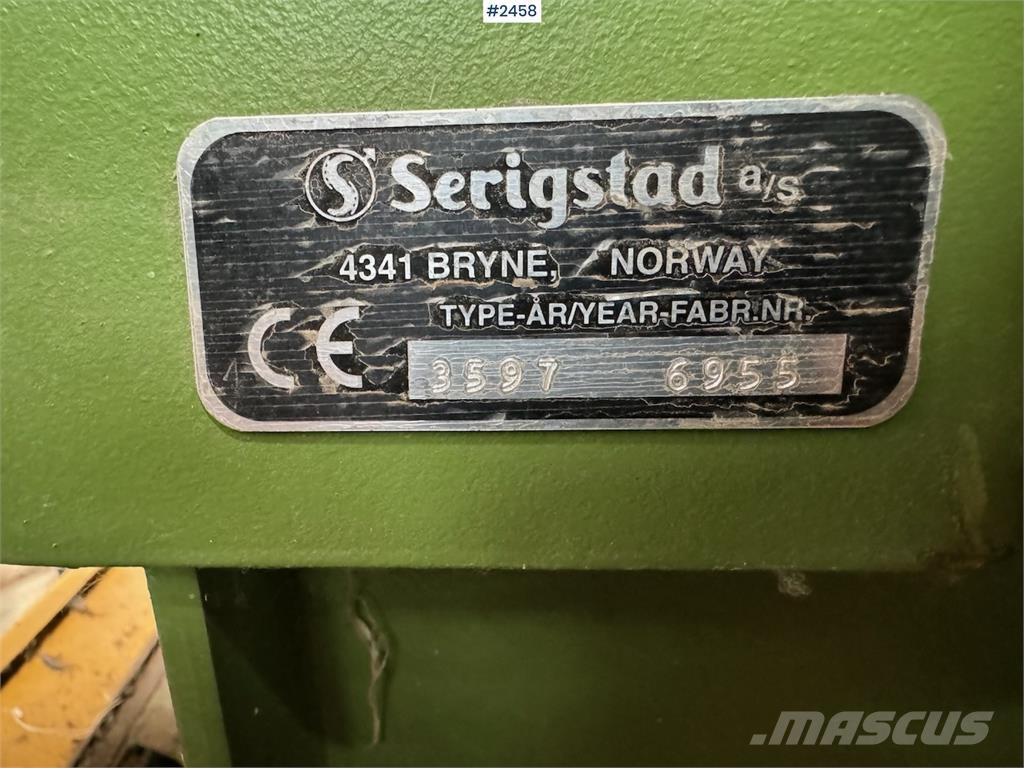 #2458
Serigstad a/s
4341 BRYNE, NORWAY
TYPE-ÅR/YEAR-FABR.NR.
CE
3597 6955
MASCUS